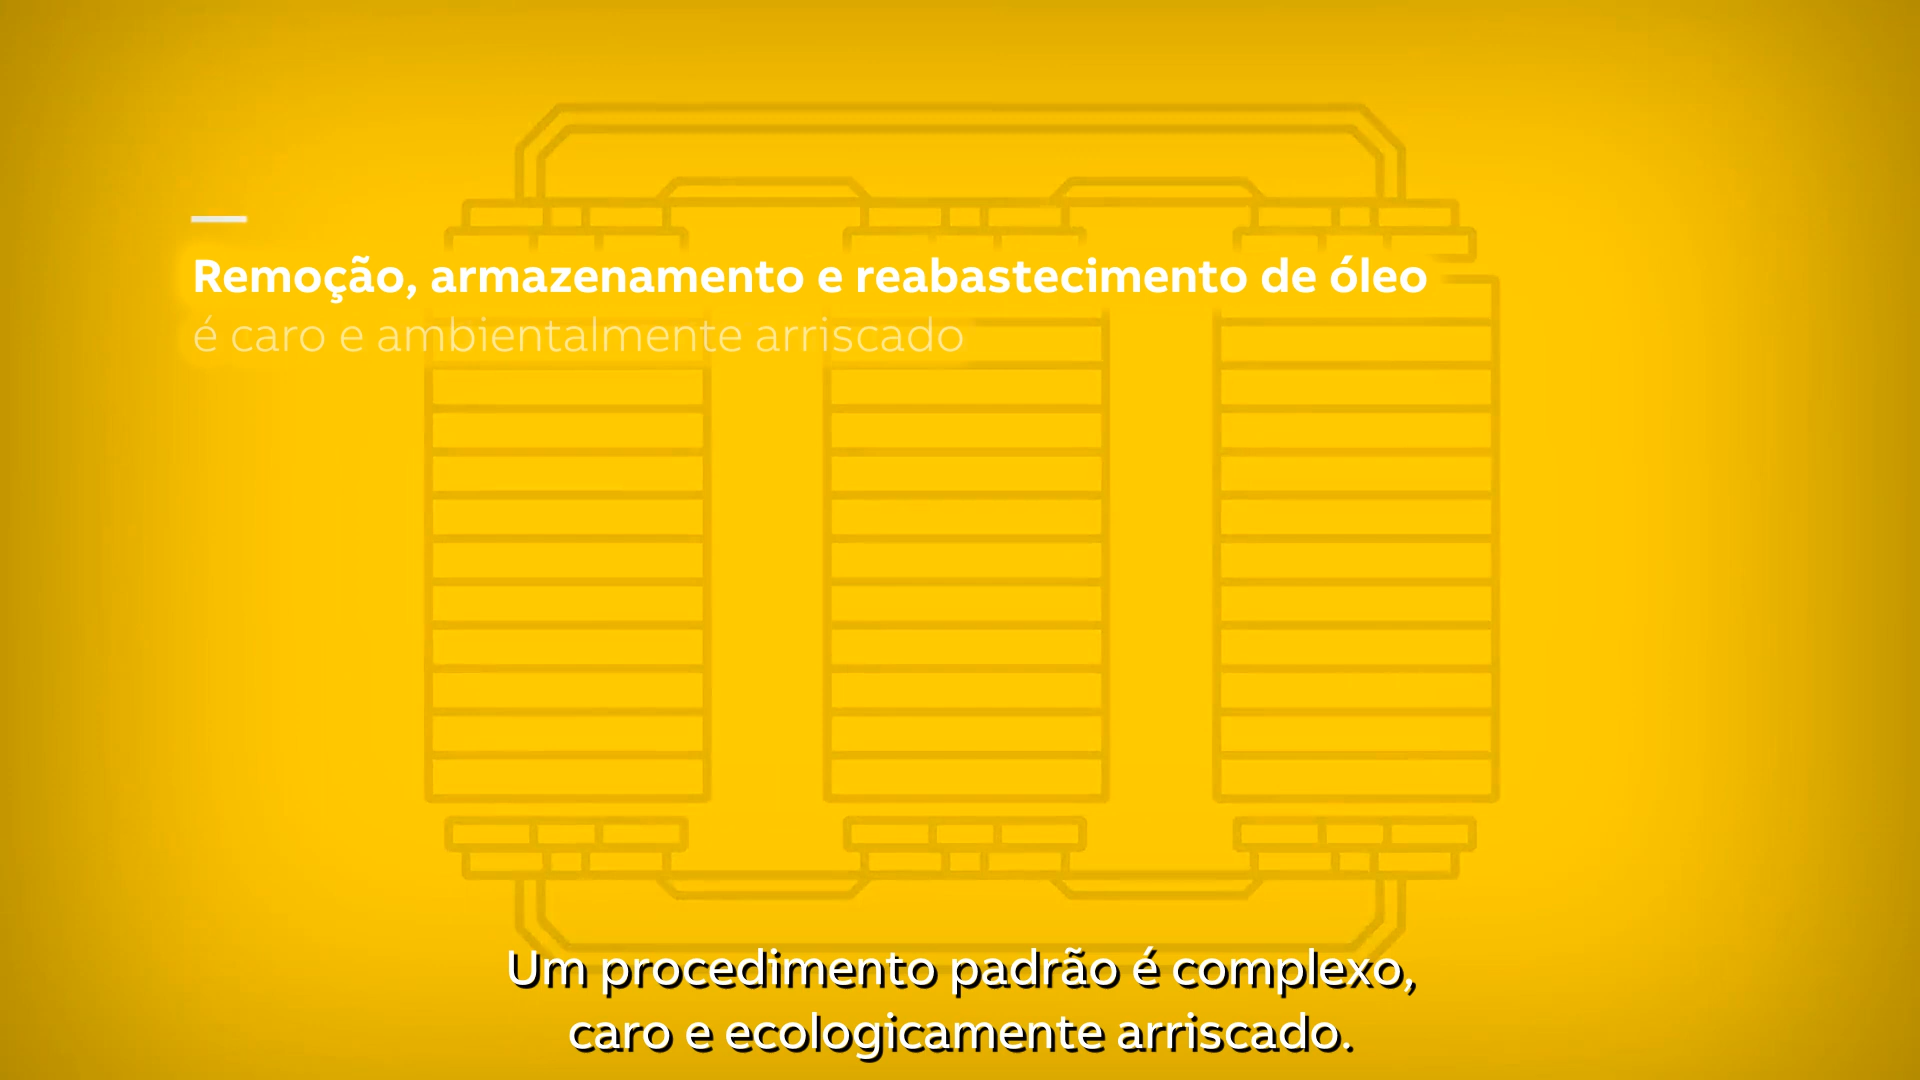 Remoção, armazenamento e reabastecimento de óleo
é caro e ambientalmente arriscado
Um procedimento padrão é complexo,
caro e ecologicamente arriscado.